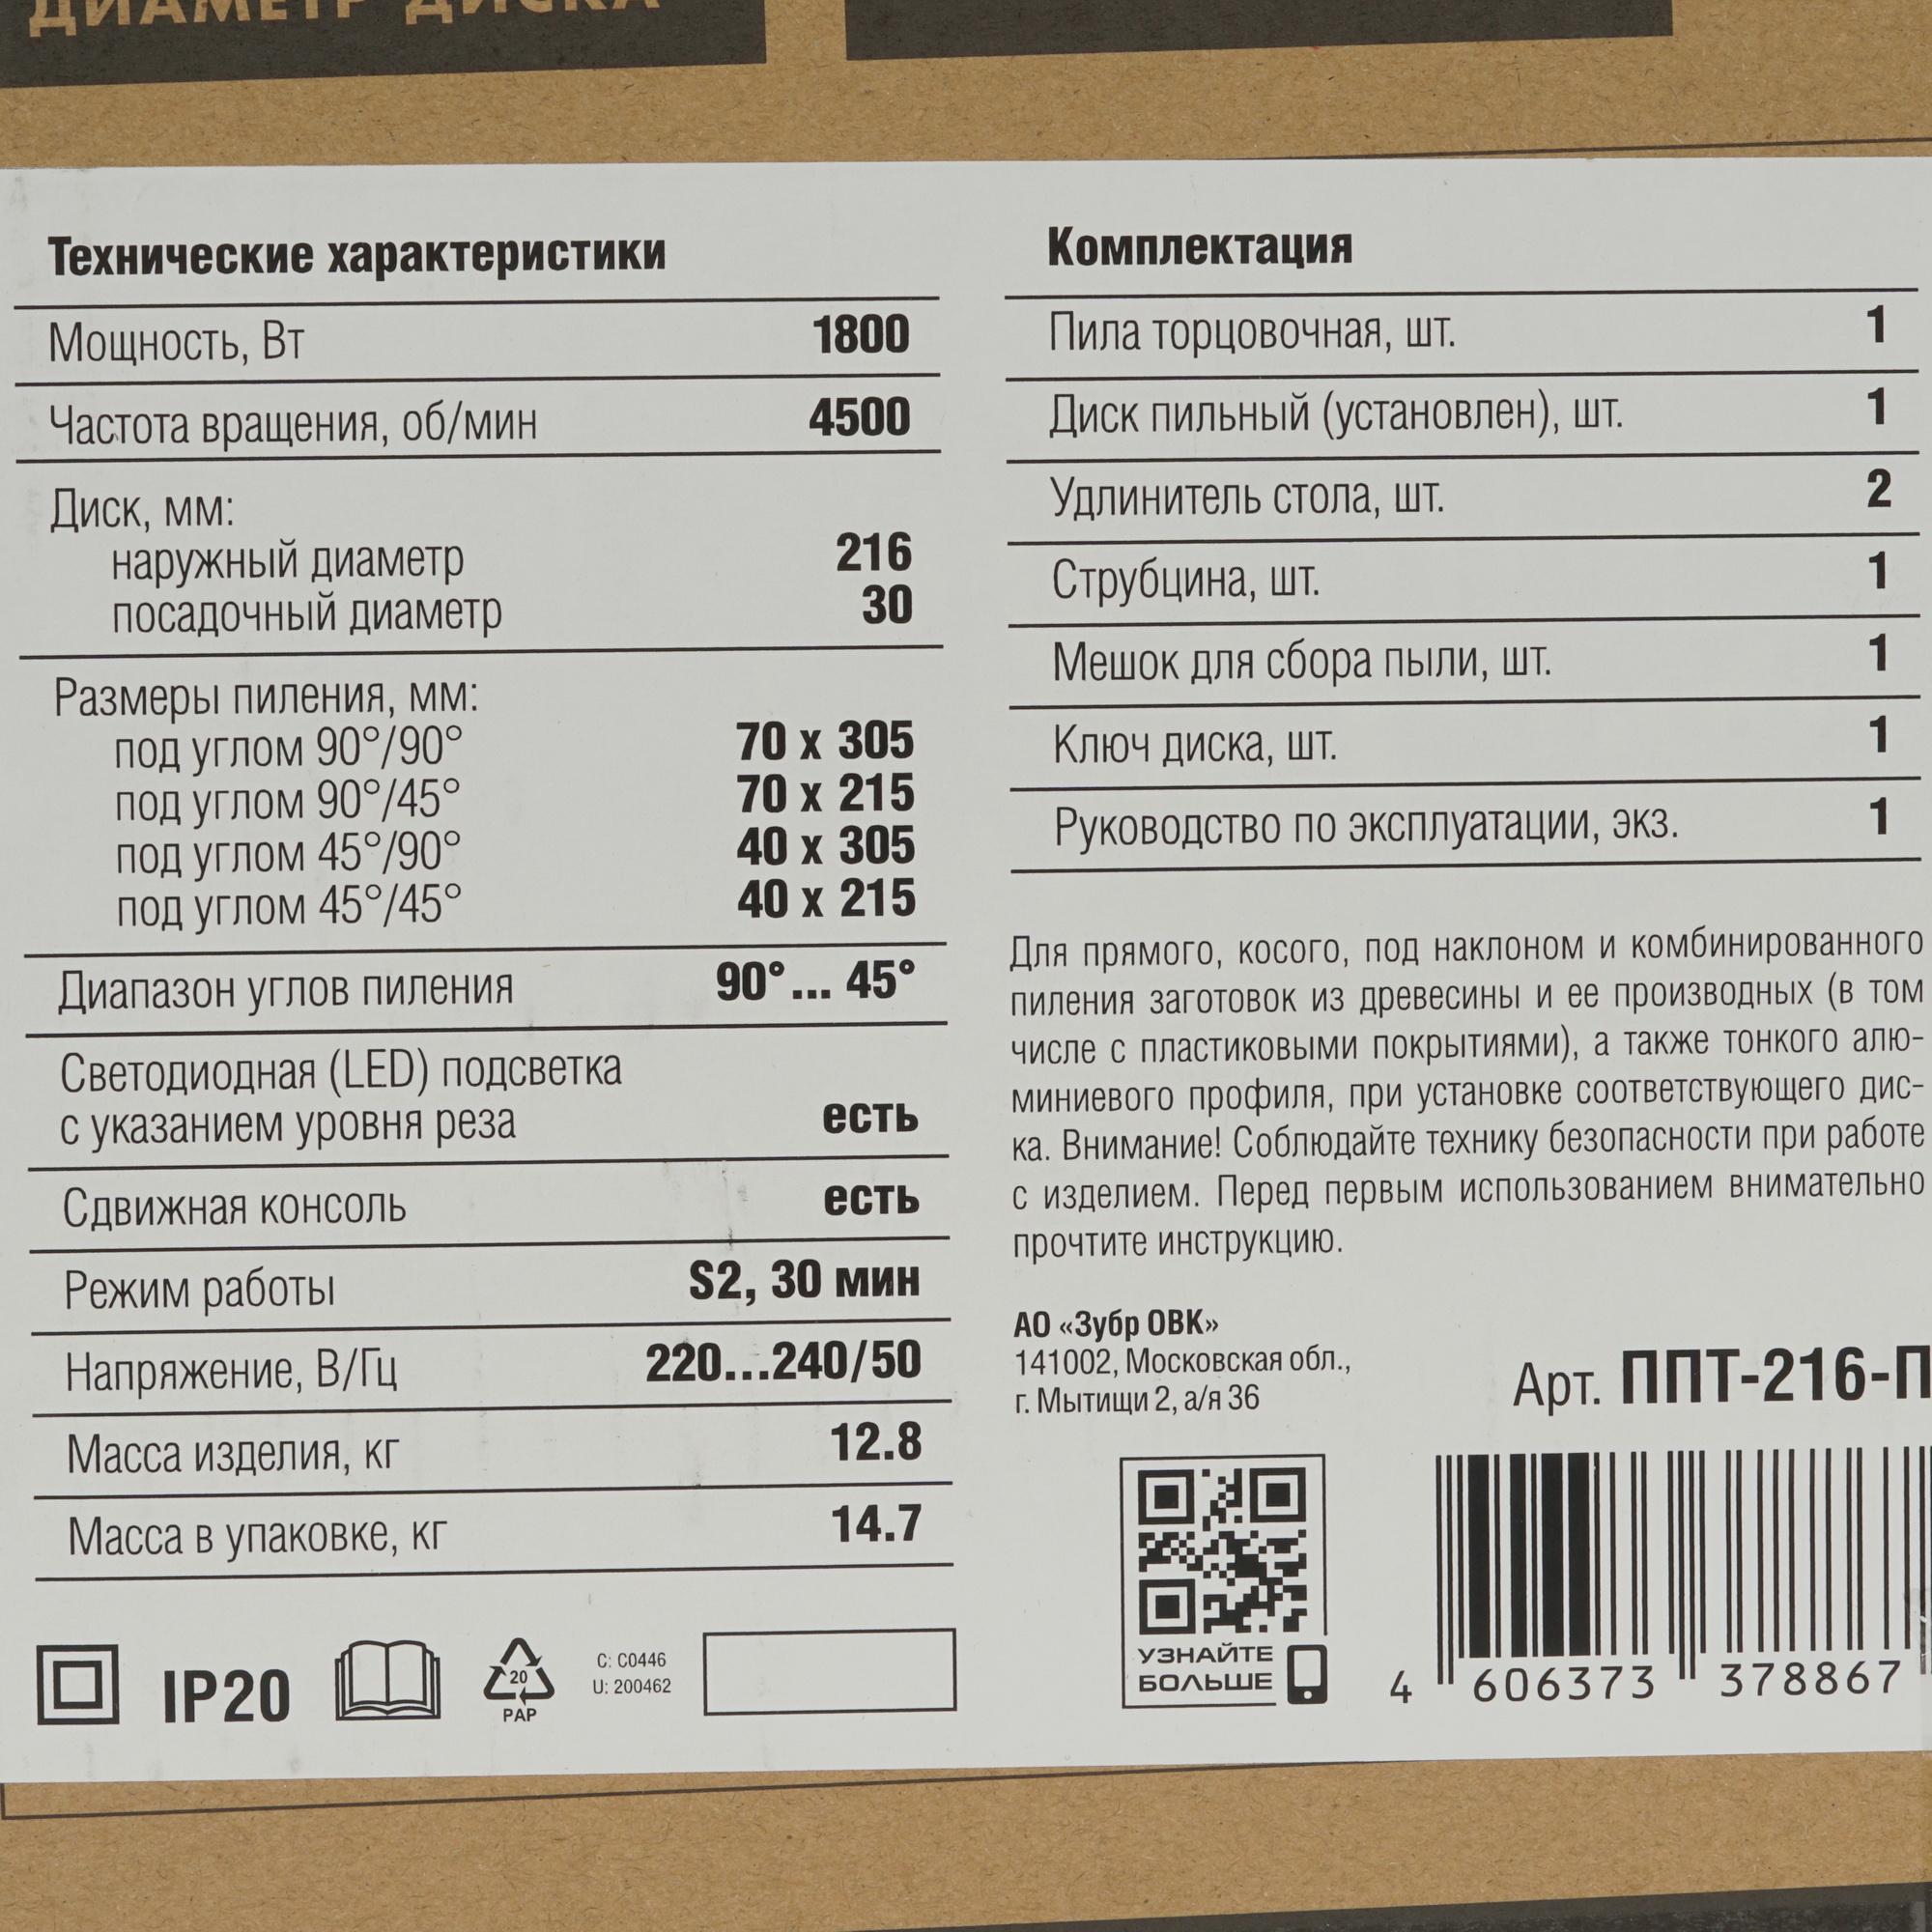 ДИАМЕТР ДИСКА
Технические характеристики
Мощность, Вт 1800
Частота вращения, об/мин 4500
Диск, мм:
наружный диаметр 216
посадочный диаметр 30
Размеры пиления, мм:
под углом 90°/90° 70 x 305
под углом 90°/45° 70 x 215
под углом 45°/90° 40 x 305
под углом 45°/45° 40 x 215
Диапазон углов пиления 90°... 45°
Светодиодная (LED) подсветка
с указанием уровня реза есть
Сдвижная консоль есть
Режим работы S2, 30 мин
Напряжение, В/Гц 220...240/50
Масса изделия, кг 12.8
Масса в упаковке, кг 14.7
IP20
20
PAP
C: C0446
U: 200462
Комплектация
Пила торцовочная, шт. 1
Диск пильный (установлен), шт. 1
Удлинитель стола, шт. 2
Струбцина, шт. 1
Мешок для сбора пыли, шт. 1
Ключ диска, шт. 1
Руководство по эксплуатации, экз. 1
Для прямого, косого, под наклоном и комбинированного
пиления заготовок из древесины и ее производных (в том
числе с пластиковыми покрытиями), а также тонкого алю-
миниевого профиля, при установке соответствующего дис-
ка. Внимание! Соблюдайте технику безопасности при работе
с изделием. Перед первым использованием внимательно
прочтите инструкцию.
АО «Зубр ОВК»
141002, Московская обл.,
г. Мытищи 2, а/я 36
Арт. ППТ-216-П
УЗНАЙТЕ
БОЛЬШЕ
4 606373 378867